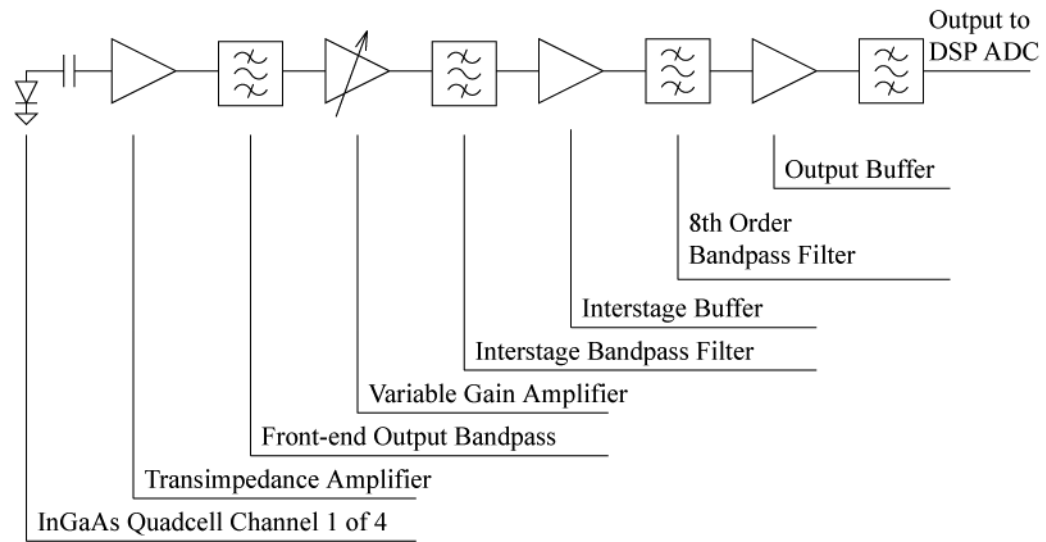 Output to
DSP ADC
Output Buffer
8th Order
Bandpass Filter
Interstage Buffer
Interstage Bandpass Filter
Variable Gain Amplifier
Front-end Output Bandpass
Transimpedance Amplifier
InGaAs Quadcell Channel 1 of 4